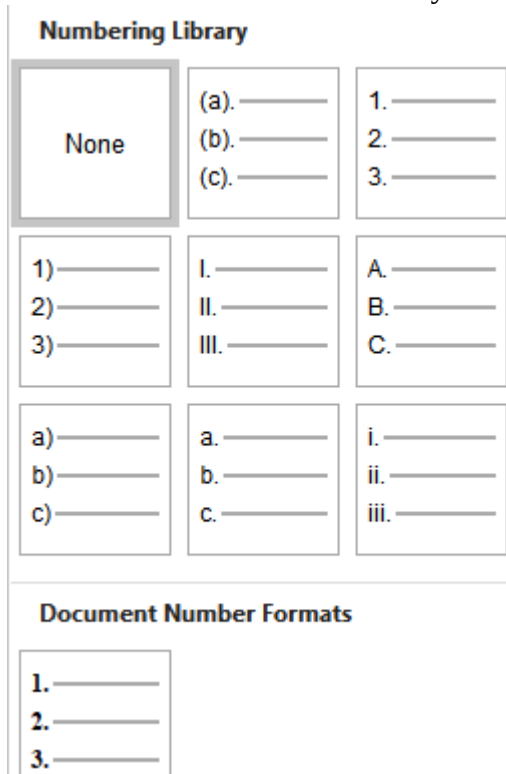 Numbering Library
None
(a).
(b).
(c).
1.
2.
3.
1)
2)
3)
I.
II.
III.
A.
B.
C.
a)
b)
c)
a.
b.
c.
i.
ii.
iii.
Document Number Formats
1.
2.
3.